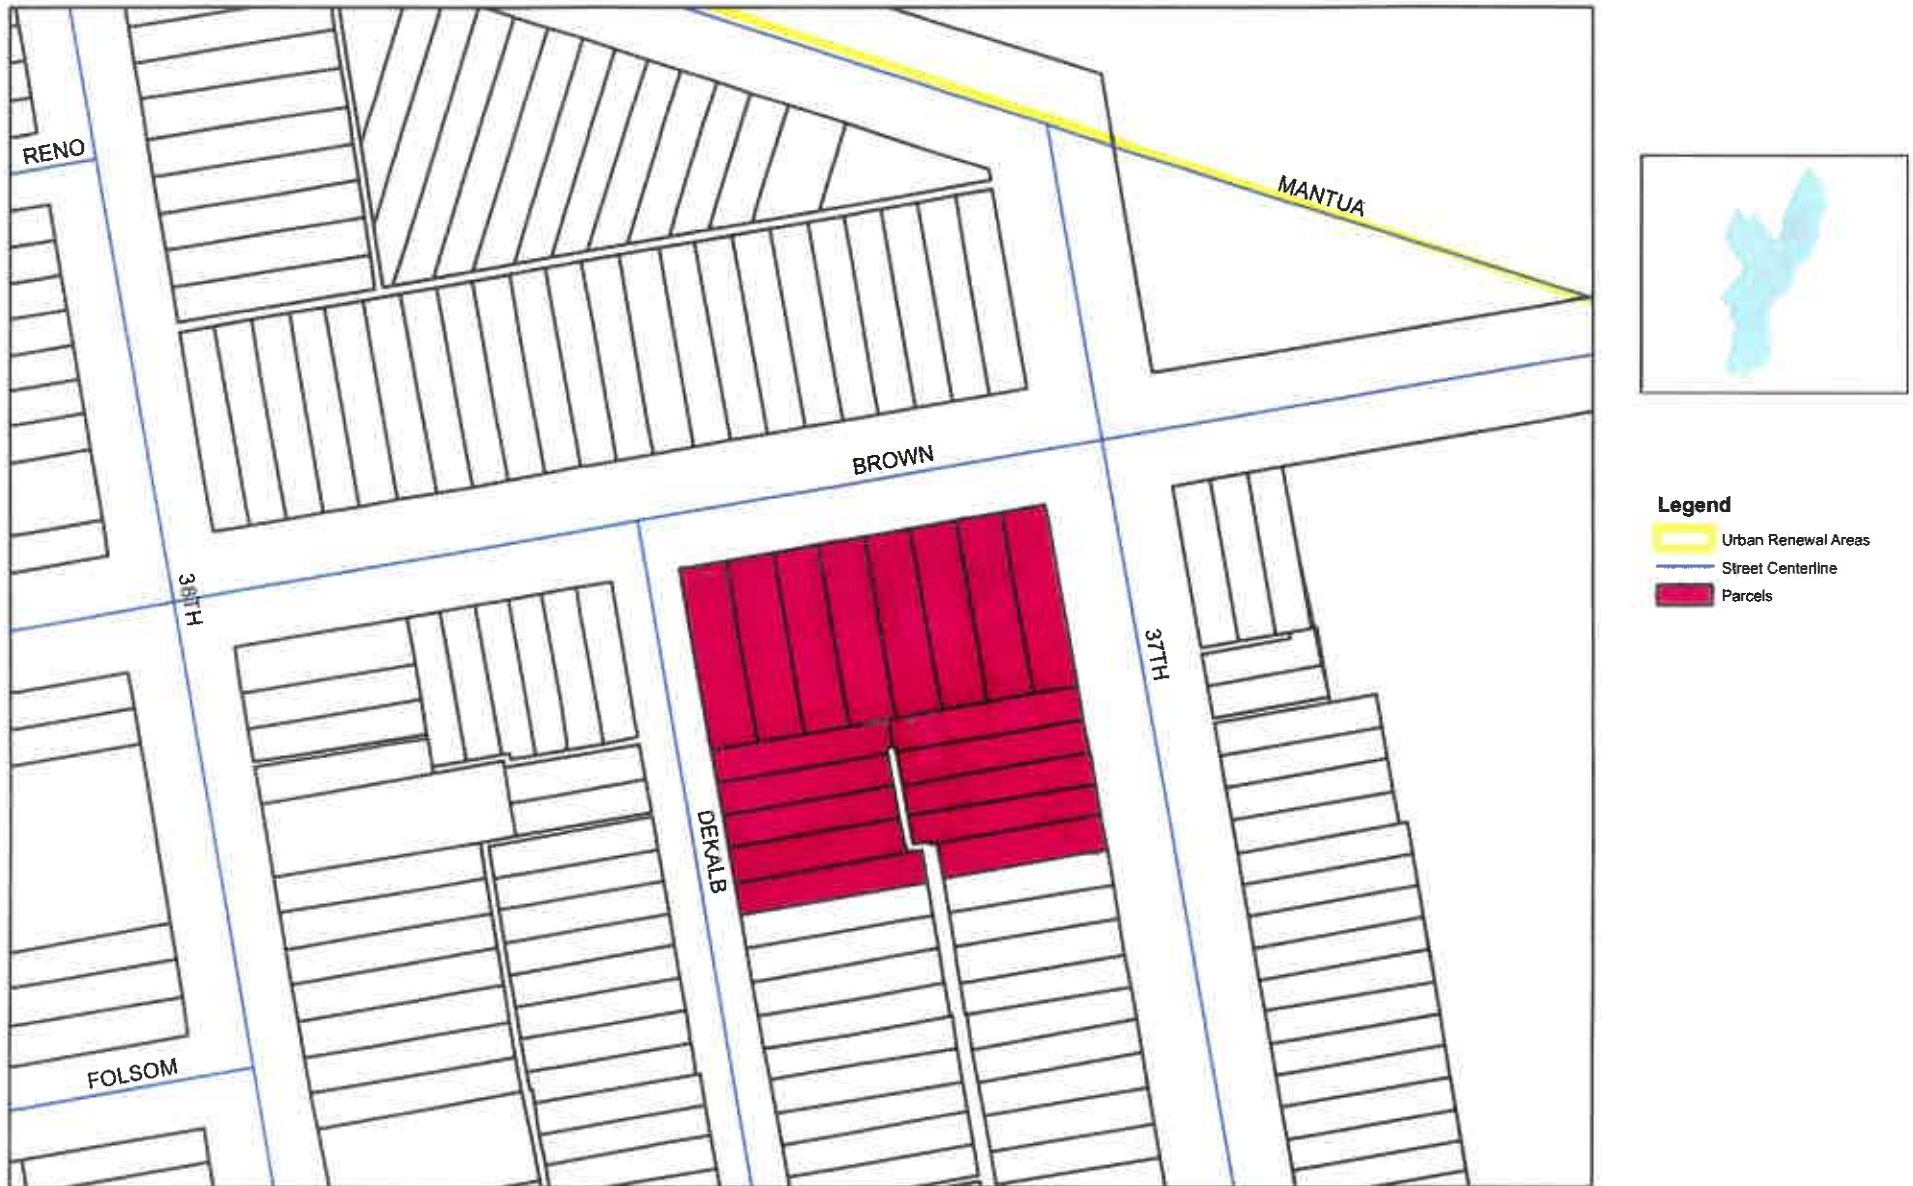 RENO
MANTUA
BROWN
38TH
37TH
DEKALB
FOLSOM
Legend
Urban Renewal Areas
Street Centerline
Parcels